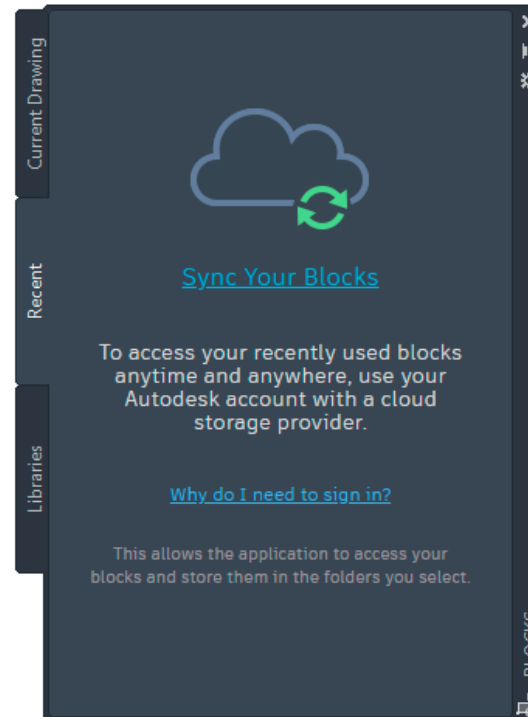 Current Drawing
Recent
Libraries
Sync Your Blocks
To access your recently used blocks
anytime and anywhere, use your
Autodesk account with a cloud
storage provider.
Why do I need to sign in?
This allows the application to access your
blocks and store them in the folders you select.
BLOCKS